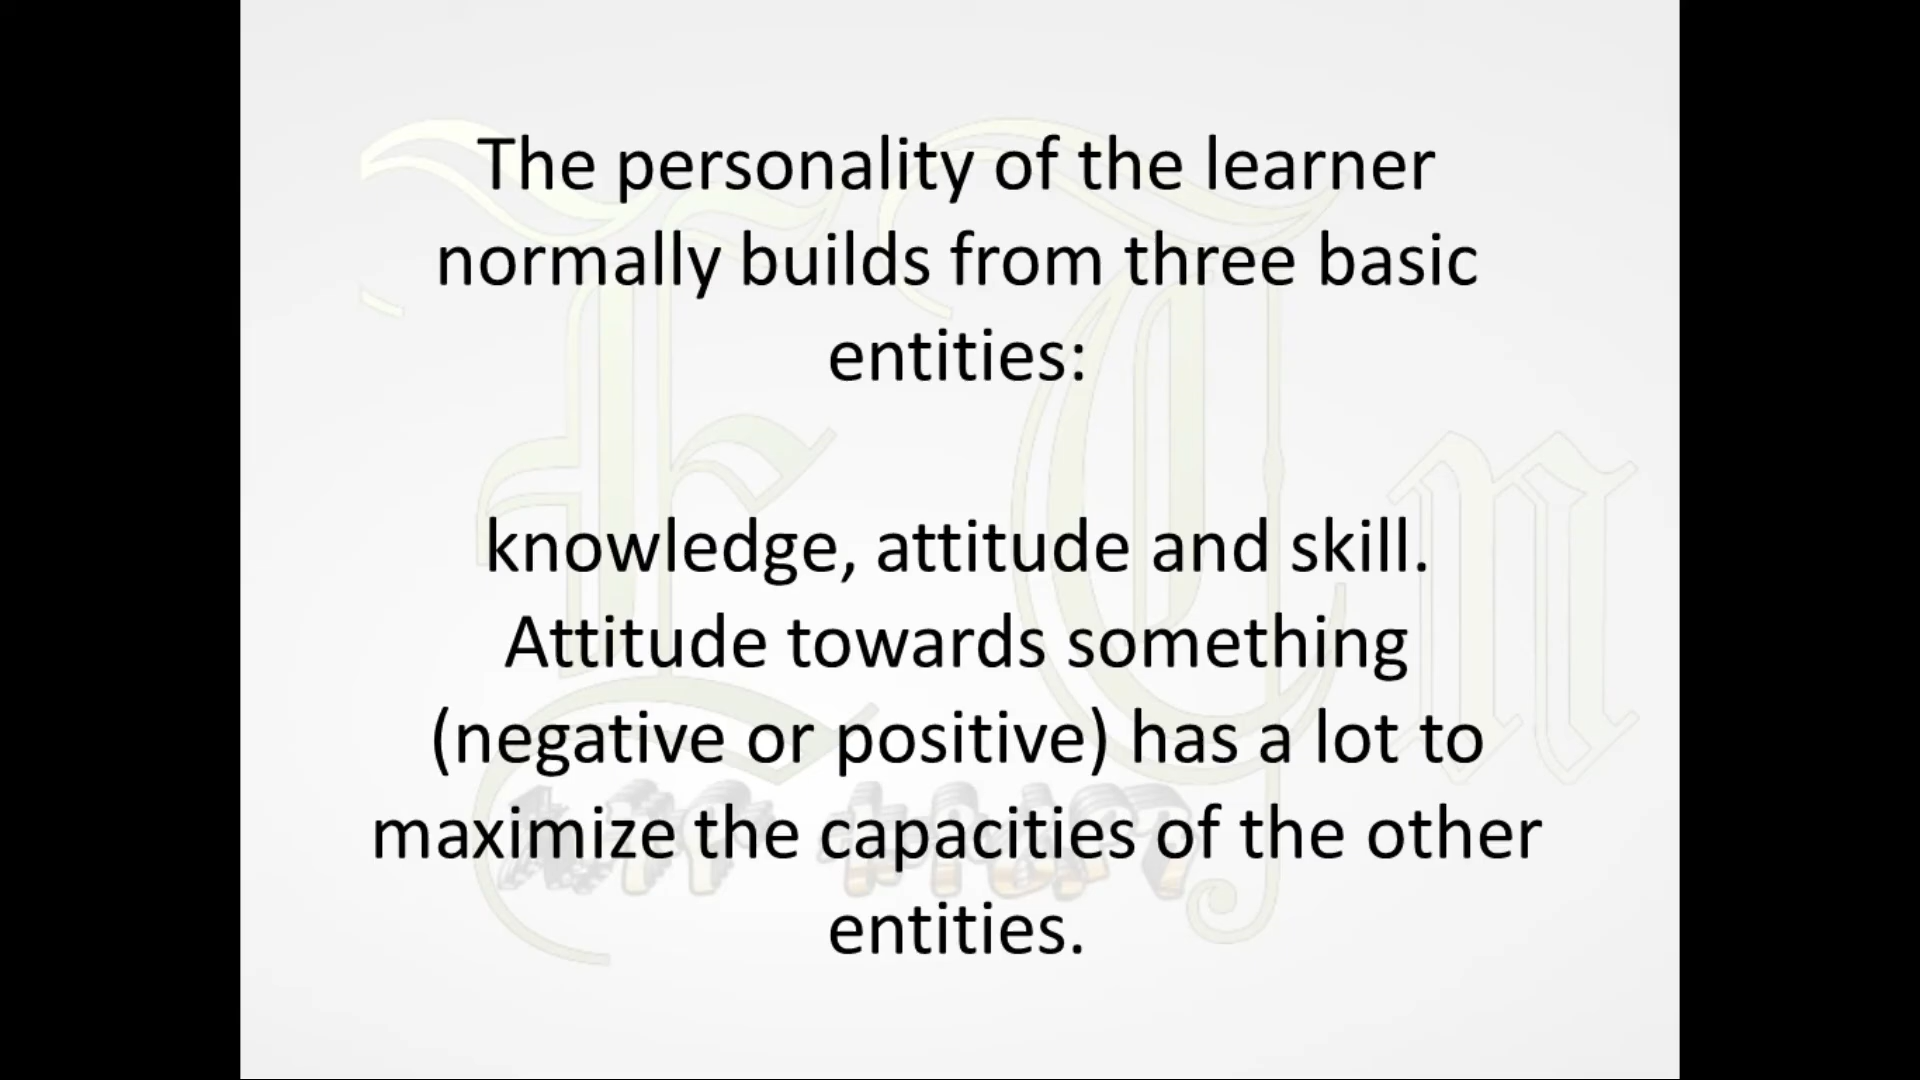 The personality of the learner
normally builds from three basic
entities:
knowledge, attitude and skill.
Attitude towards something
(negative or positive) has a lot to
maximize the capacities of the other
entities.